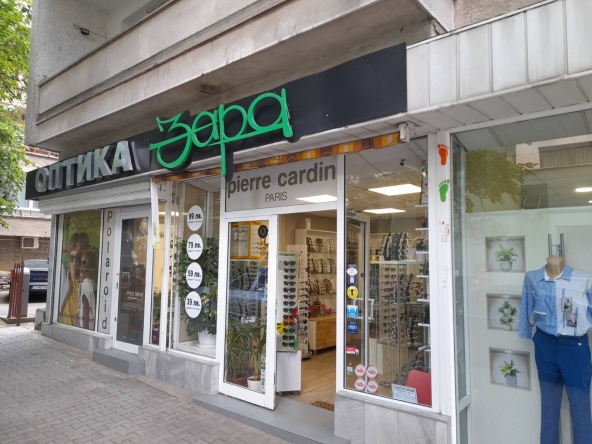 ОПТИКА
Зара
pierre cardin
PARIS
Polaroid
99 лв.
79 лв.
59 лв.
39 лв.